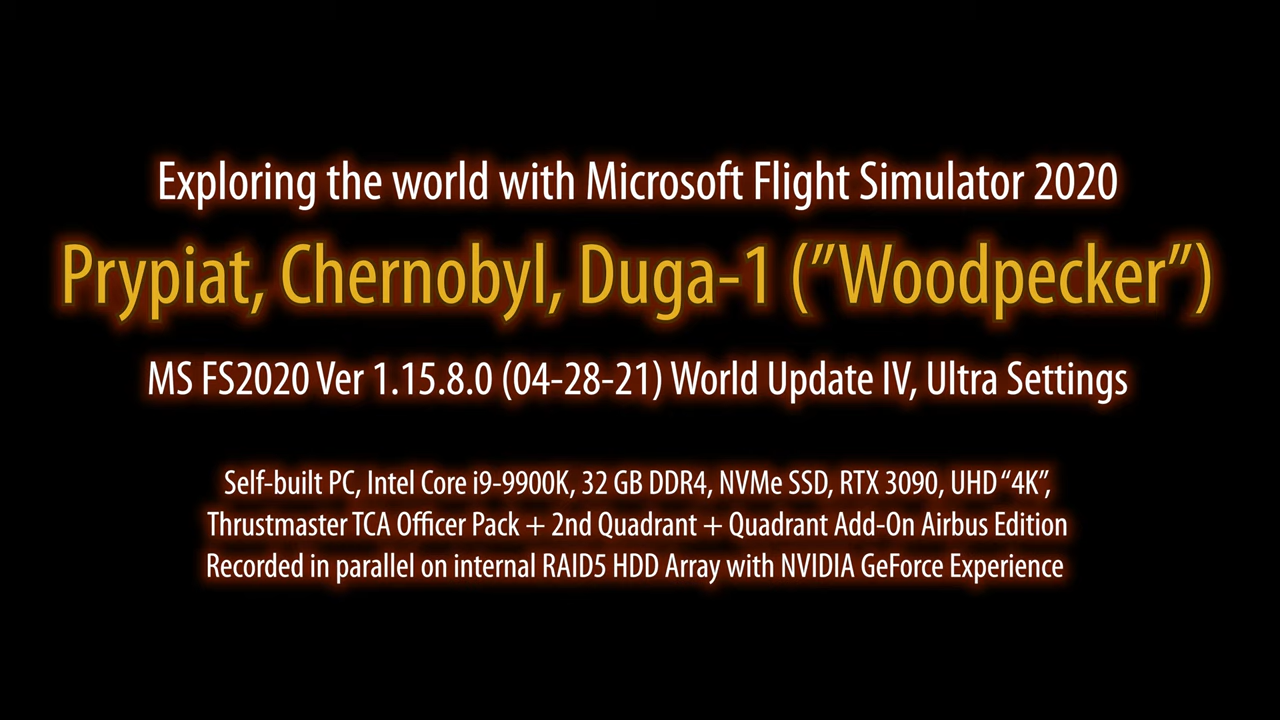 Exploring the world with Microsoft Flight Simulator 2020
Prypiat, Chernobyl, Duga-1 (”Woodpecker”)
MS FS2020 Ver 1.15.8.0 (04-28-21) World Update IV, Ultra Settings
Self-built PC, Intel Core i9-9900K, 32 GB DDR4, NVMe SSD, RTX 3090, UHD “4K”,
Thrustmaster TCA Officer Pack + 2nd Quadrant + Quadrant Add-On Airbus Edition
Recorded in parallel on internal RAID5 HDD Array with NVIDIA GeForce Experience